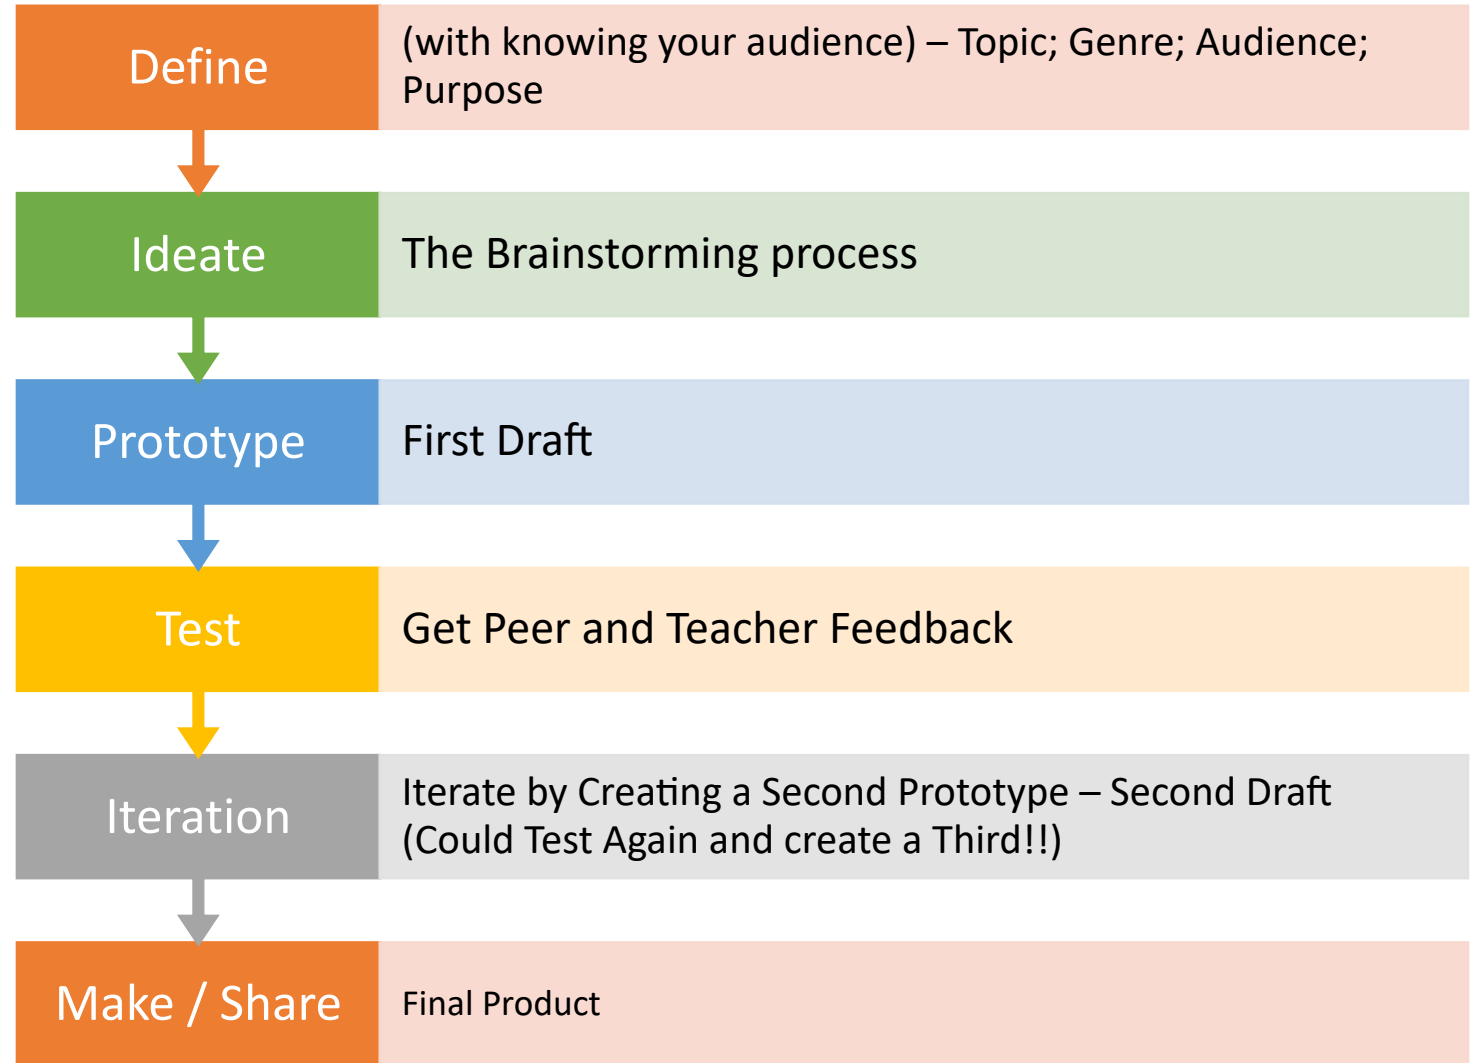 Define
(with knowing your audience) – Topic; Genre; Audience;
Purpose
Ideate
The Brainstorming process
Prototype
First Draft
Test
Get Peer and Teacher Feedback
Iteration
Iterate by Creating a Second Prototype – Second Draft
(Could Test Again and create a Third!!)
Make / Share
Final Product